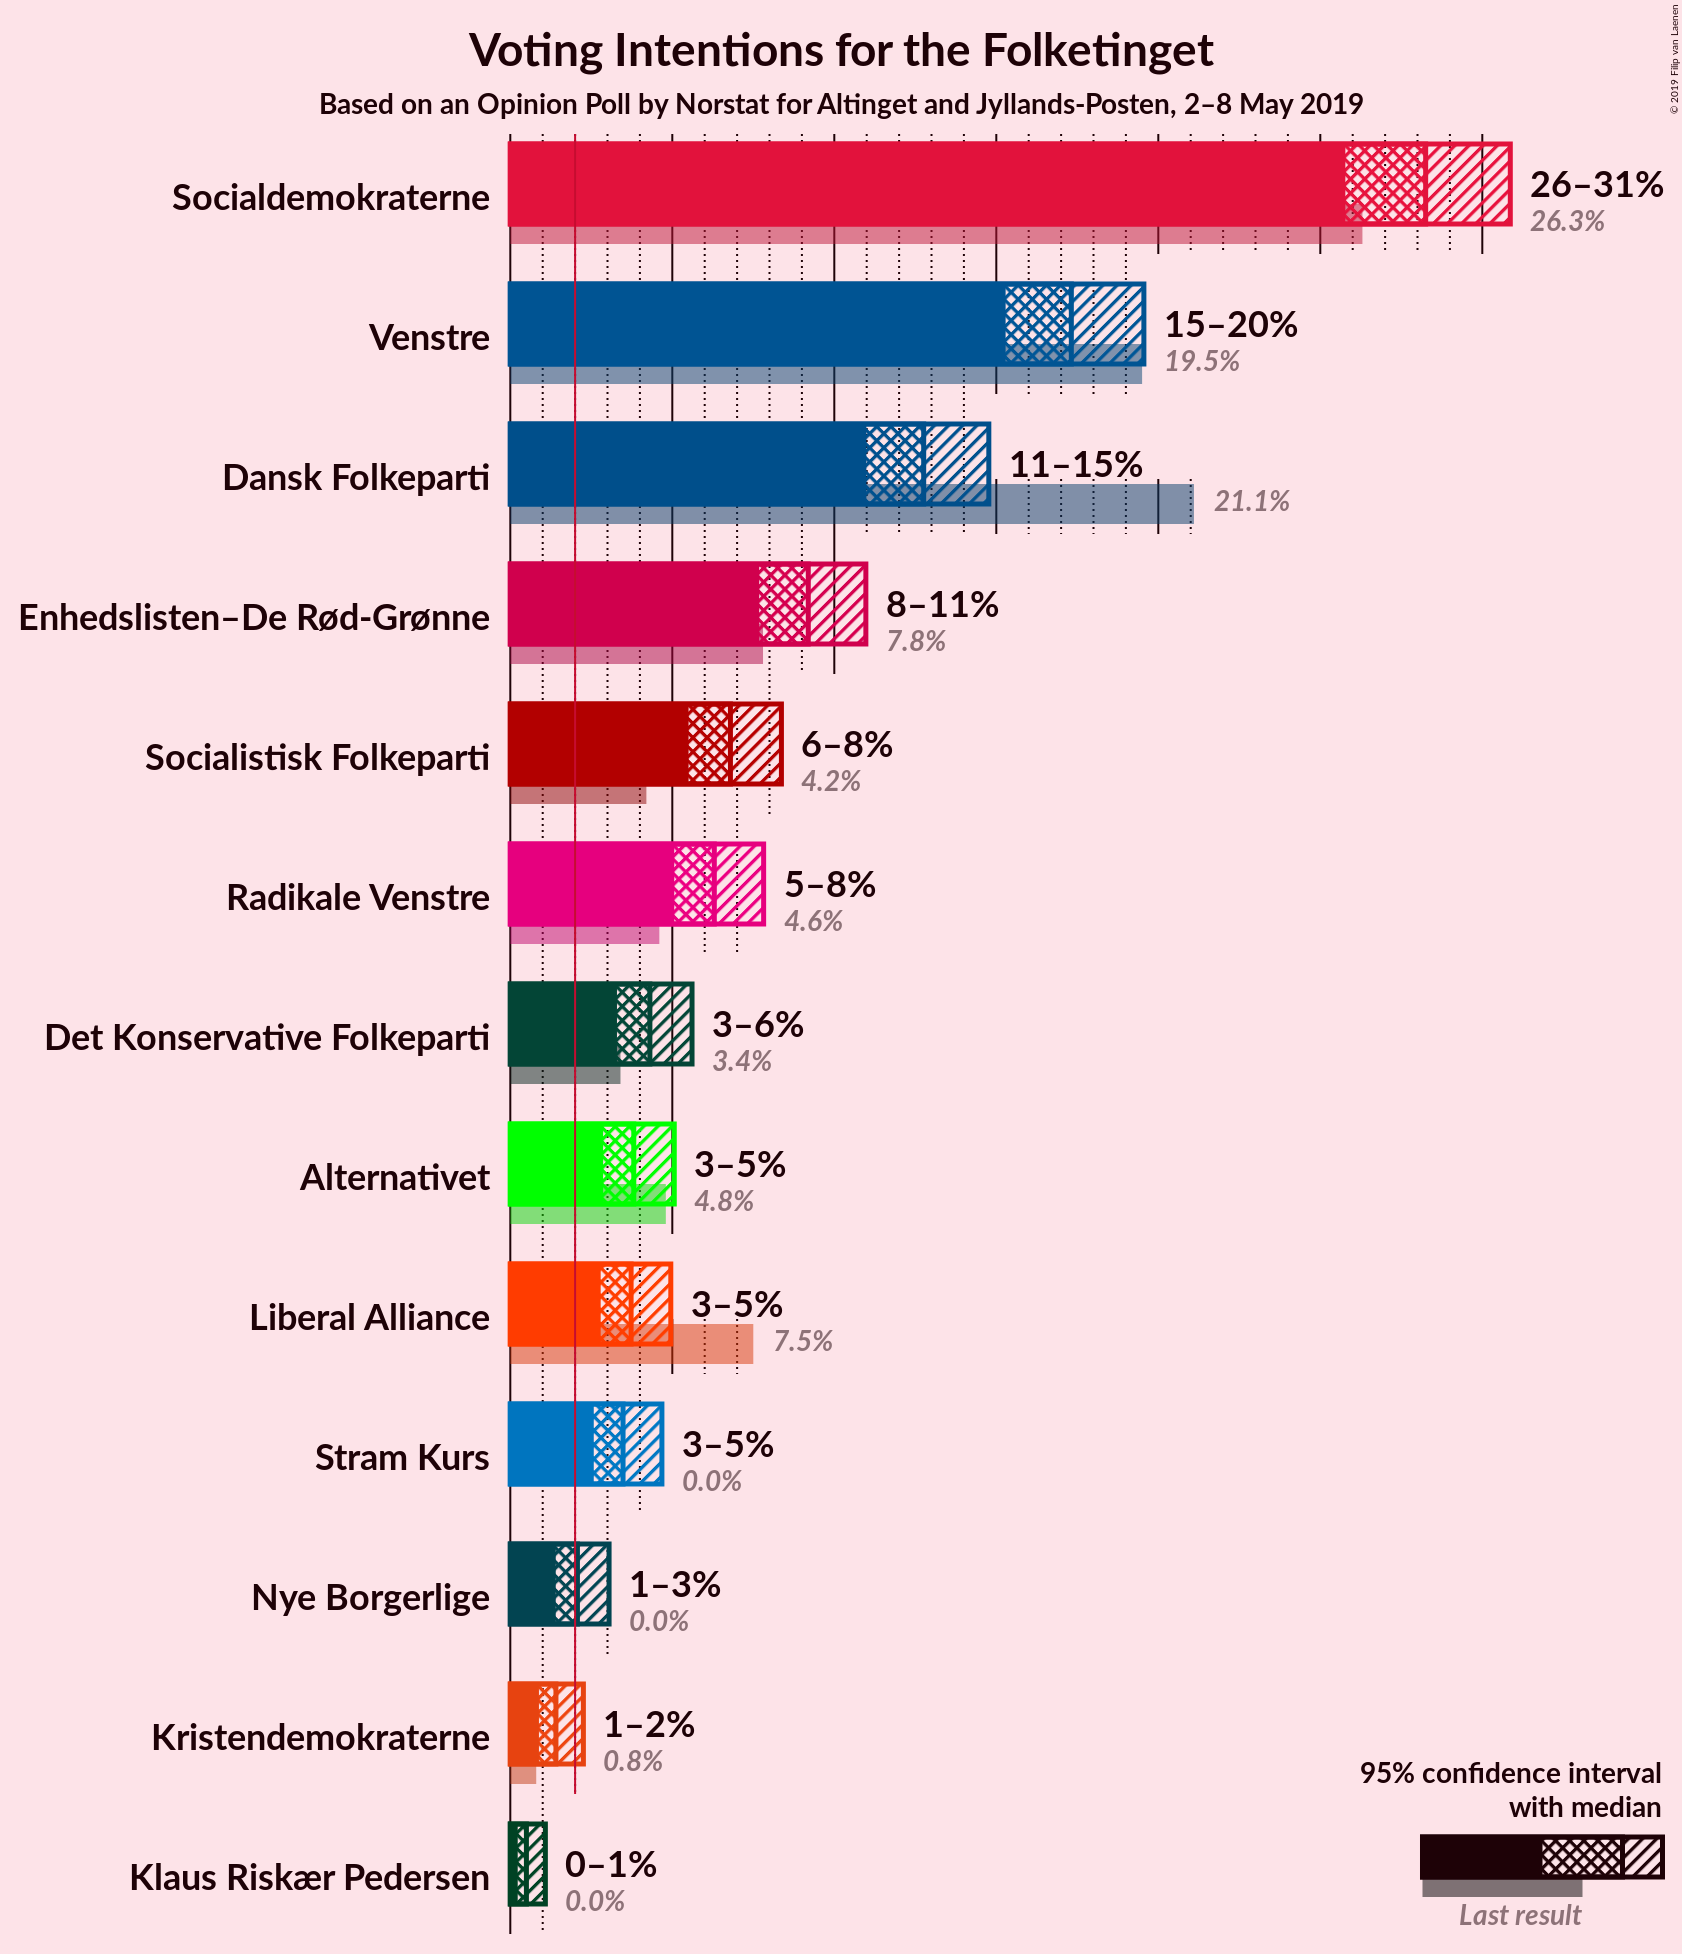 Voting Intentions for the Folketinget
Based on an Opinion Poll by Norstat for Altinget and Jyllands-Posten, 2–8 May 2019
© 2019 Filip van Laenen
Socialdemokraterne
26–31%
26.3%
Venstre
15–20%
19.5%
Dansk Folkeparti
11–15%
21.1%
Enhedslisten–De Rød-Grønne
8–11%
7.8%
Socialistisk Folkeparti
6–8%
4.2%
Radikale Venstre
5–8%
4.6%
Det Konservative Folkeparti
3–6%
3.4%
Alternativet
3–5%
4.8%
Liberal Alliance
3–5%
7.5%
Stram Kurs
3–5%
0.0%
Nye Borgerlige
1–3%
0.0%
Kristendemokraterne
1–2%
0.8%
Klaus Riskær Pedersen
0–1%
0.0%
95% confidence interval
with median
Last result